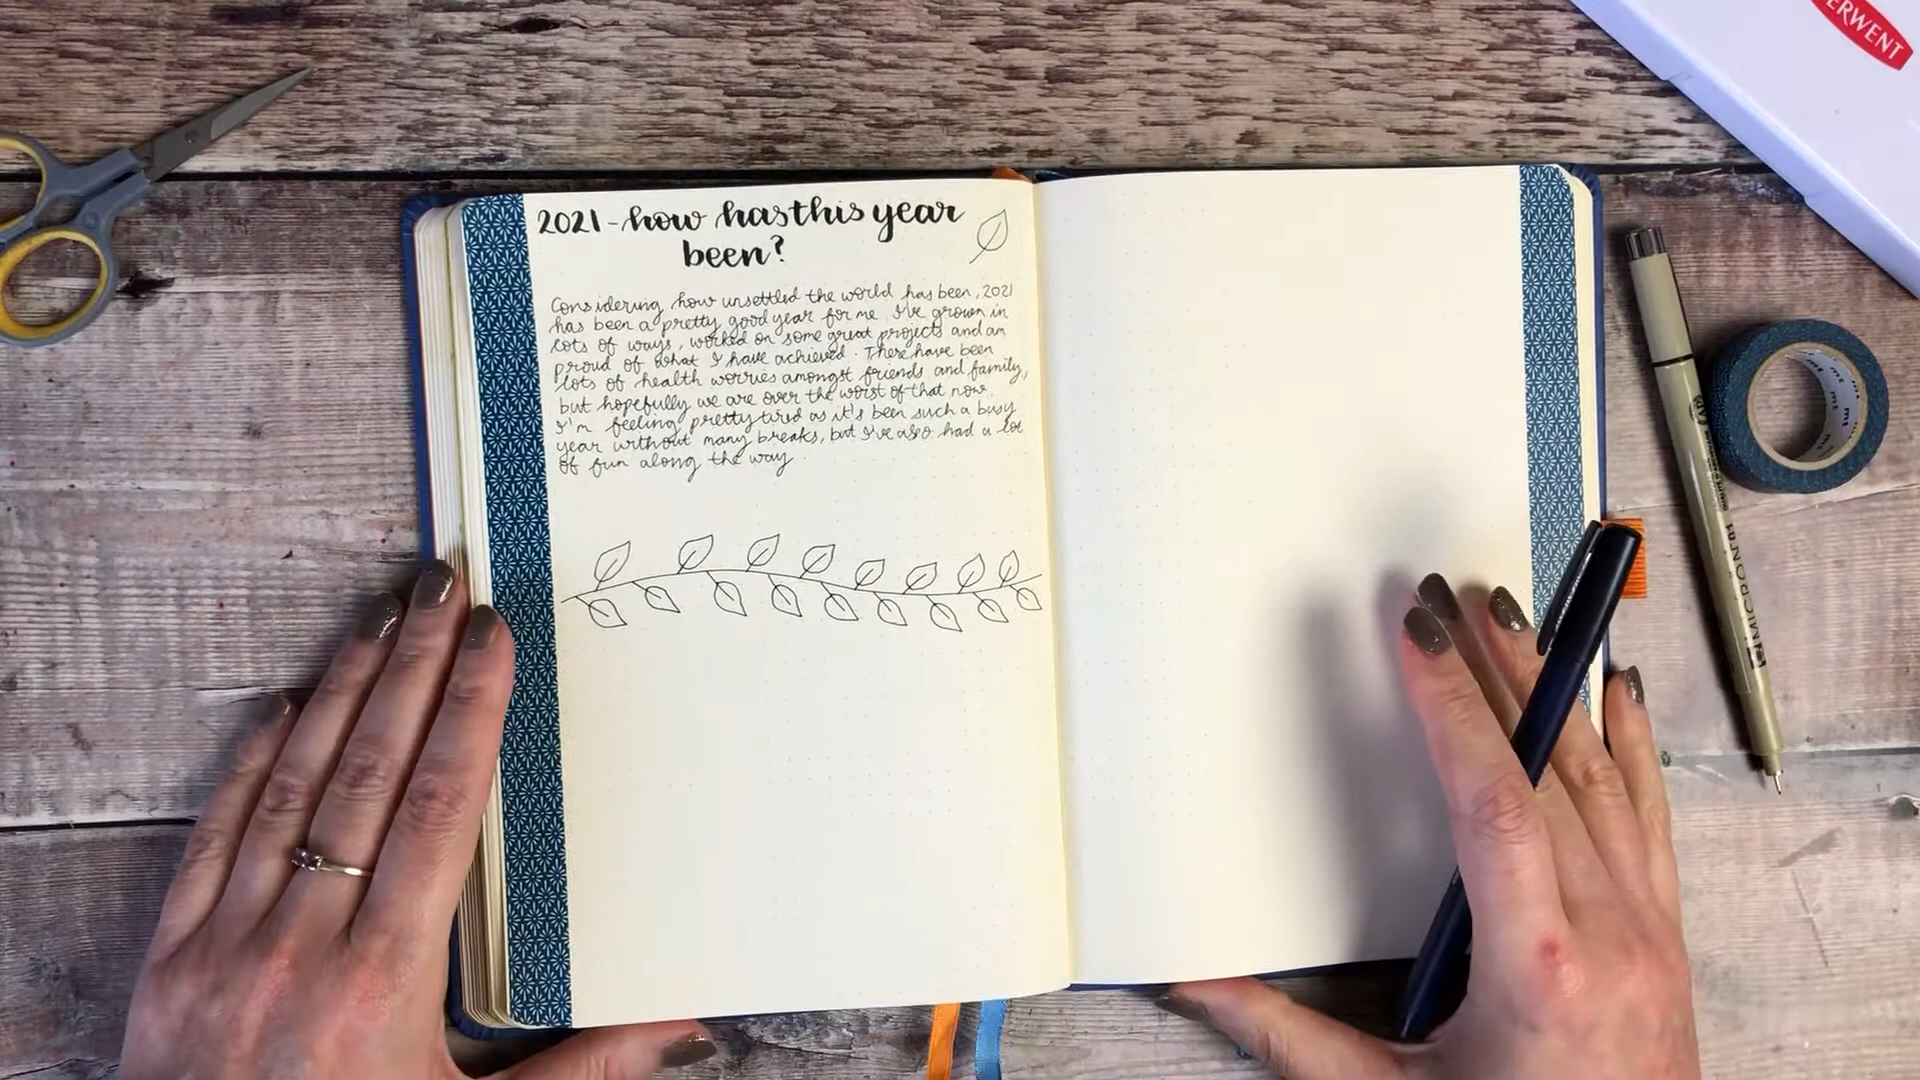 2021 - how has this year
been?
Considering how unsettled the world has been, 2021
has been a pretty good year for me. I've grown in
lots of ways, worked on some great projects and am
proud of what I have achieved. There have been
lots of health worries amongst friends and family,
but hopefully we are over the worst of that now.
I'm feeling pretty tired as it's been such a busy
year without many breaks, but I've also had a lot
of fun along the way.
ERWENT
MICRON 01
mt